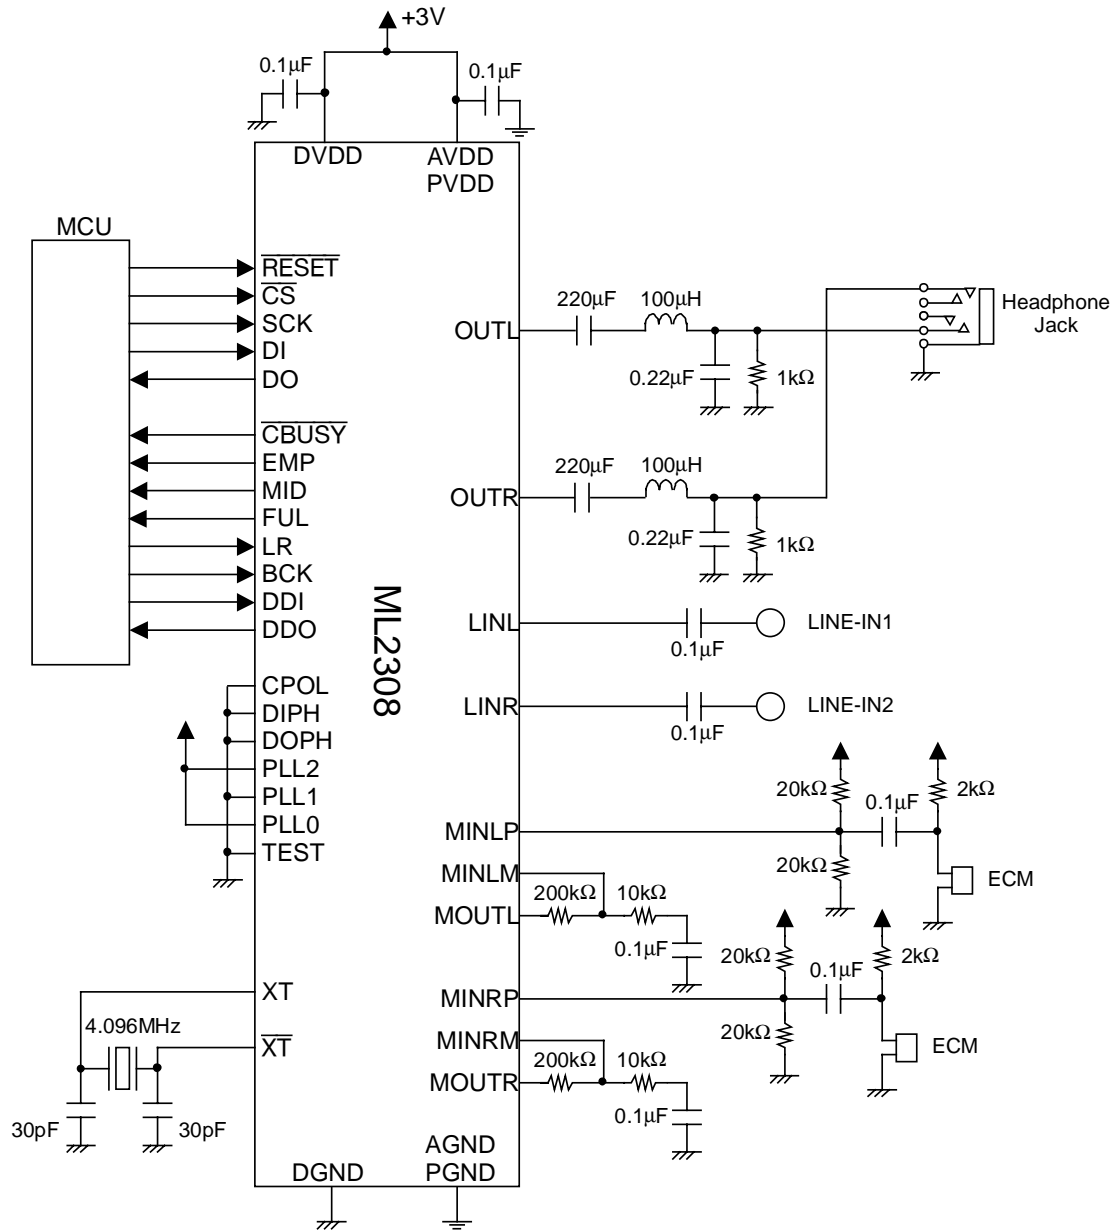 +3V
0.1μF
0.1μF
DVDD
AVDD
PVDD
MCU
RESET
CS
SCK
DI
DO
CBUSY
EMP
MID
FUL
LR
BCK
DDI
DDO
CPOL
DIPH
DOPH
PLL2
PLL1
PLL0
TEST
XT
4.096MHz
XT
30pF
30pF
DGND
AGND
PGND
ML2308
OUTL
220μF
100μH
0.22μF
1kΩ
Headphone
Jack
OUTR
220μF
100μH
0.22μF
1kΩ
LINL
0.1μF
LINE-IN1
LINR
0.1μF
LINE-IN2
MINLP
20kΩ
0.1μF
2kΩ
20kΩ
ECM
MINLM
MOUTL
200kΩ
10kΩ
0.1μF
MINRP
20kΩ
0.1μF
2kΩ
20kΩ
ECM
MINRM
MOUTR
200kΩ
10kΩ
0.1μF